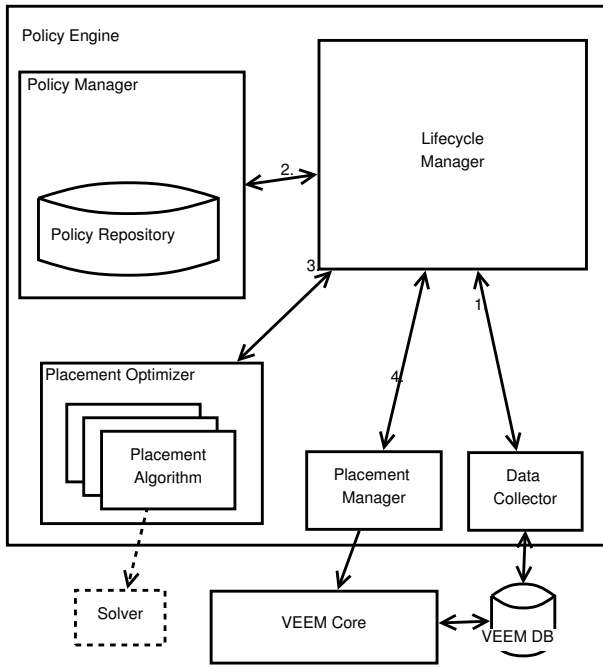 Policy Engine
Policy Manager
Lifecycle
Manager
2.
Policy Repository
3.
1.
Placement Optimizer
4.
Placement
Algorithm
Placement
Manager
Data
Collector
Solver
VEEM Core
VEEM DB